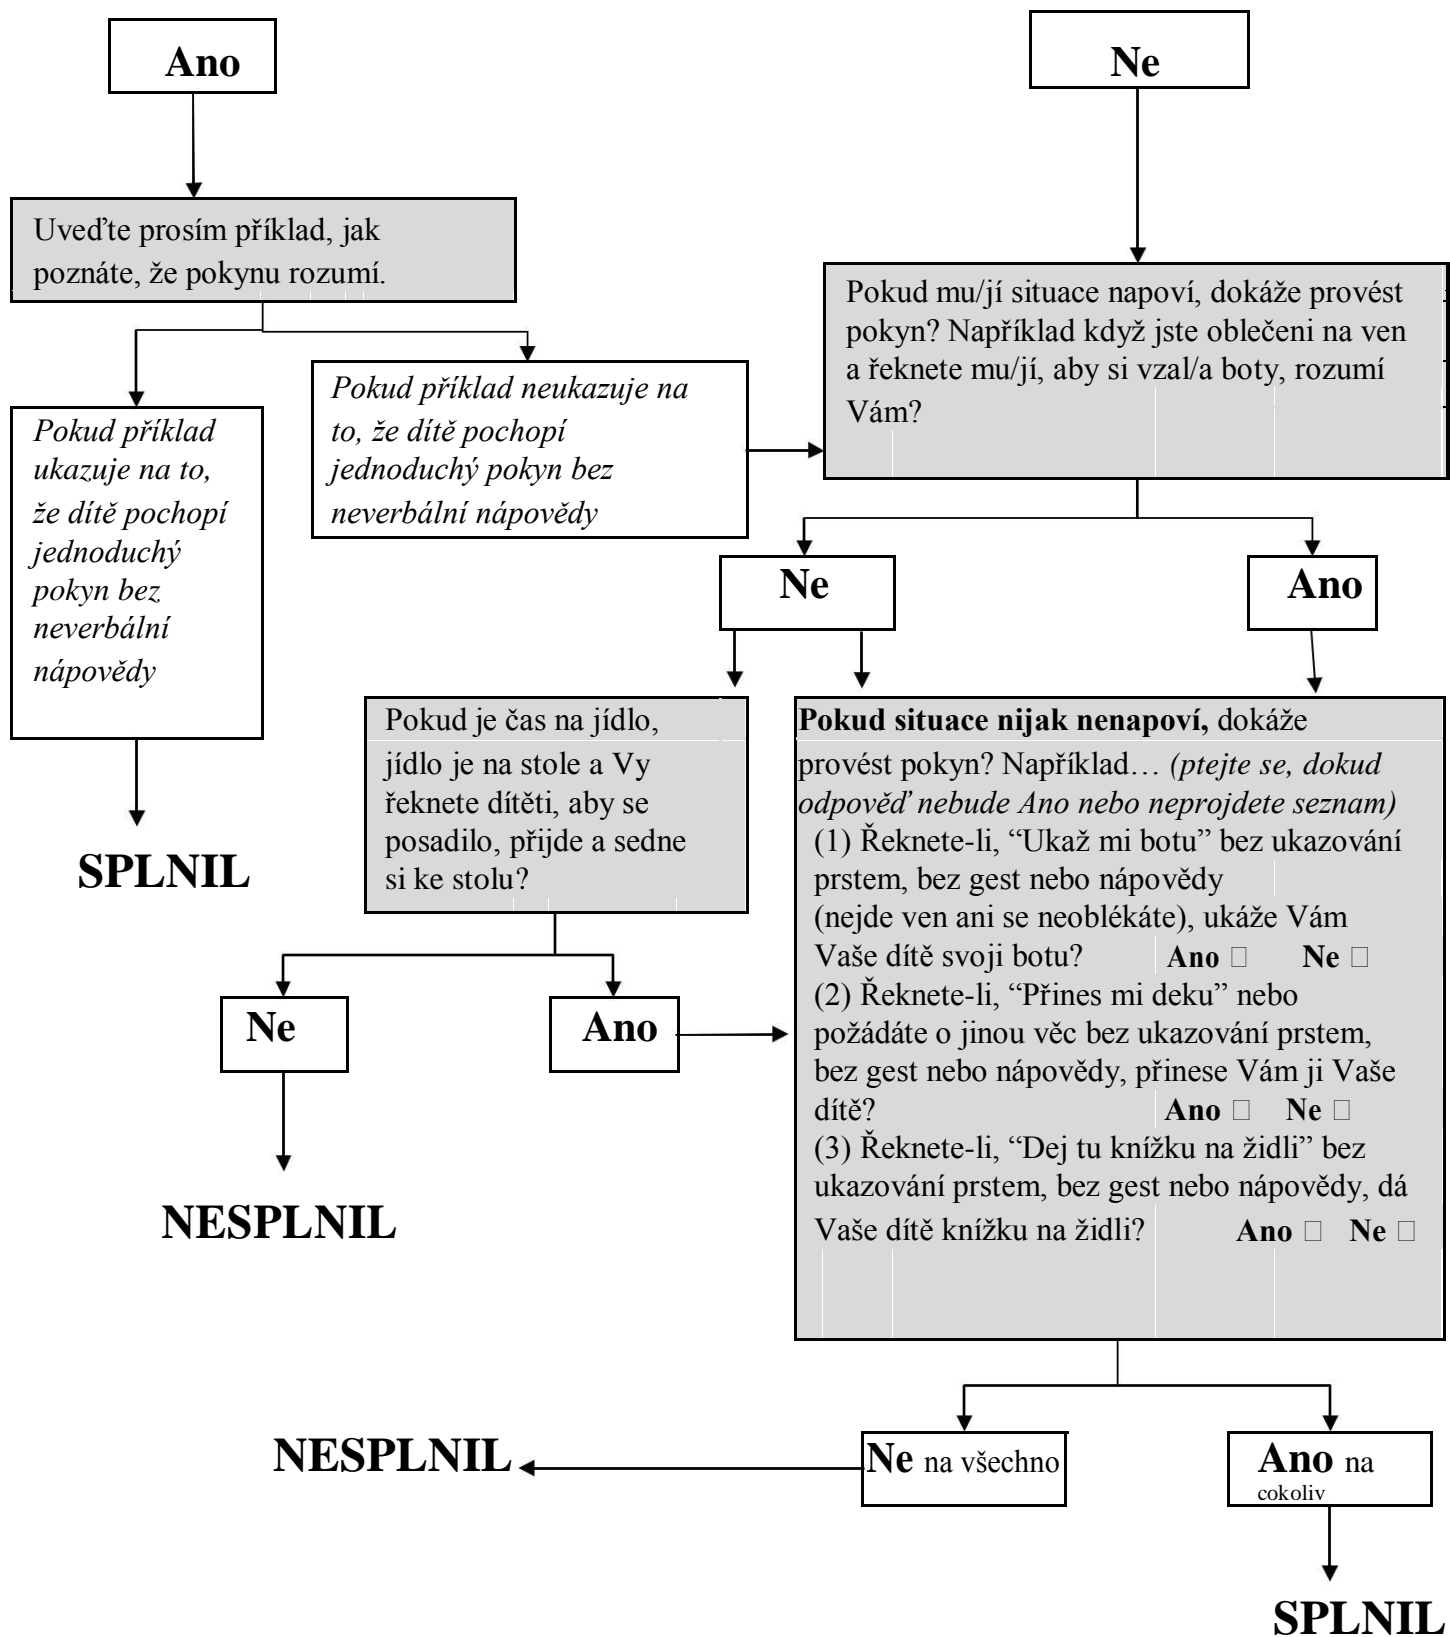 Ano
Ne
Uveďte prosím příklad, jak
poznáte, že pokynu rozumí.
Pokud mu/jí situace napoví, dokáže provést
pokyn? Například když jste oblečeni na ven
a řeknete mu/jí, aby si vzal/a boty, rozumí
Vám?
Pokud příklad neukazuje na
to, že dítě pochopí
jednoduchý pokyn bez
neverbální nápovědy
Pokud příklad
ukazuje na to,
že dítě pochopí
jednoduchý
pokyn bez
neverbální
nápovědy
Ne
Ano
Pokud je čas na jídlo,
jídlo je na stole a Vy
řeknete dítěti, aby se
posadilo, přijde a sedne
si ke stolu?
Pokud situace nijak nenapoví, dokáže
provést pokyn? Například… (ptejte se, dokud
odpověď nebude Ano nebo neprojdete seznam)
(1) Řeknete-li, “Ukaž mi botu” bez ukazování
prstem, bez gest nebo nápovědy
(nejde ven ani se neoblékáte), ukáže Vám
Vaše dítě svoji botu? Ano □ Ne □
(2) Řeknete-li, “Přines mi deku” nebo
požádáte o jinou věc bez ukazování prstem,
bez gest nebo nápovědy, přinese Vám ji Vaše
dítě? Ano □ Ne □
(3) Řeknete-li, “Dej tu knížku na židli” bez
ukazování prstem, bez gest nebo nápovědy, dá
Vaše dítě knížku na židli? Ano □ Ne □
SPLNIL
Ne
Ano
NESPLNIL
NESPLNIL
Ne na všechno
Ano na
cokoliv
SPLNIL